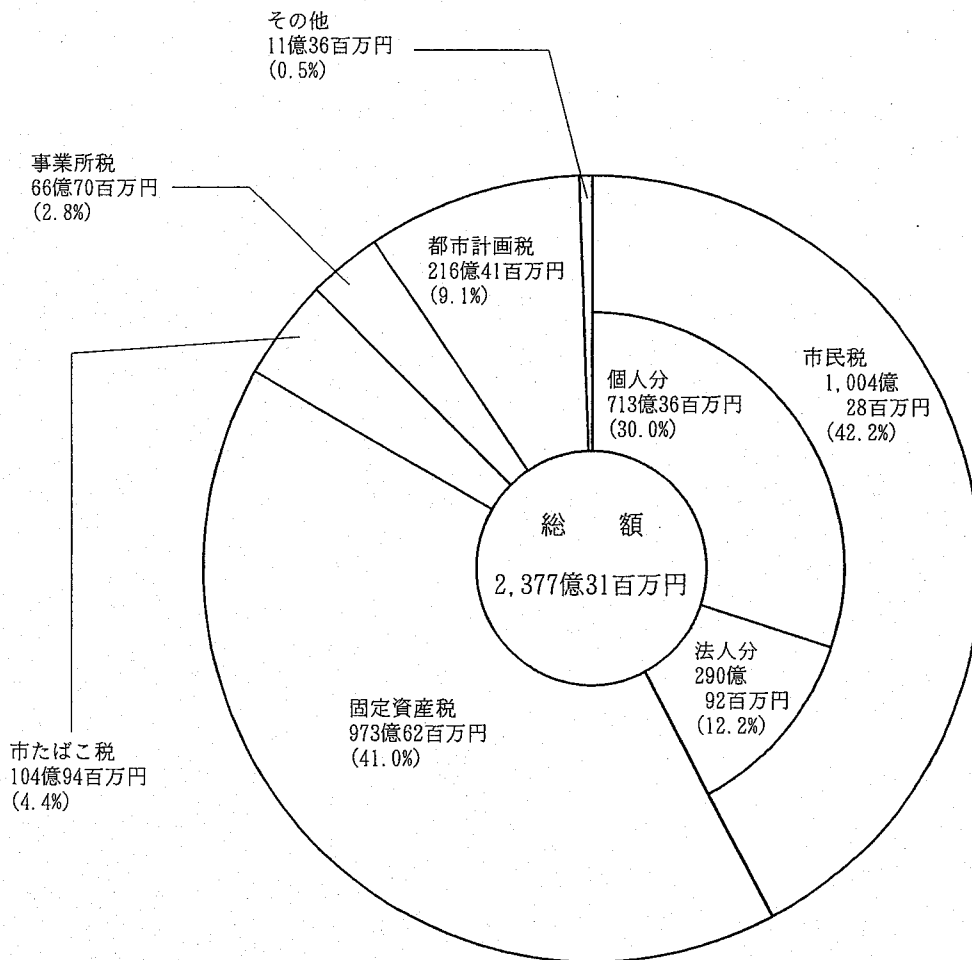 その他
11億36百万円
(0.5%)
事業所税
66億70百万円
(2.8%)
都市計画税
216億41百万円
(9.1%)
市民税
1,004億
28百万円
(42.2%)
個人分
713億36百万円
(30.0%)
総 額
2,377億31百万円
法人分
290億
92百万円
(12.2%)
固定資産税
973億62百万円
(41.0%)
市たばこ税
104億94百万円
(4.4%)